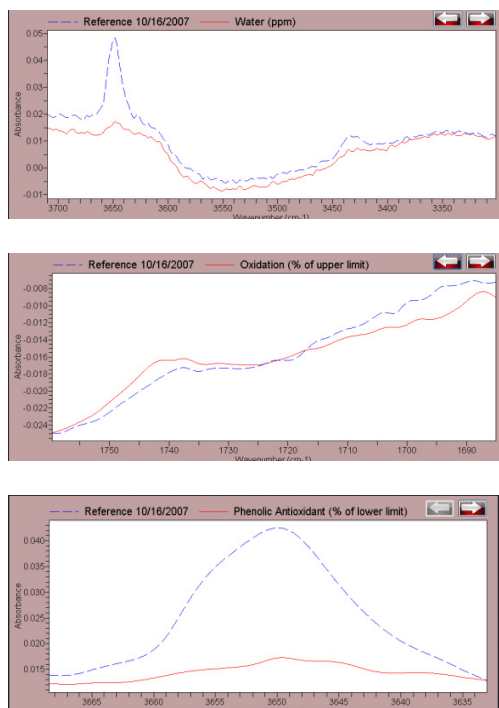 Reference 10/16/2007 Water (ppm)
0.05
0.04
0.03
0.02
0.01
0.00
-0.01
Absorbance
3700 3650 3600 3550 3500 3450 3400 3350
Wavenumber (cm-1)
Reference 10/16/2007 Oxidation (% of upper limit)
-0.008
-0.010
-0.012
-0.014
-0.016
-0.018
-0.020
-0.022
-0.024
Absorbance
1750 1740 1730 1720 1710 1700 1690
Wavenumber (cm-1)
Reference 10/16/2007 Phenolic Antioxidant (% of lower limit)
0.040
0.035
0.030
0.025
0.020
0.015
Absorbance
3665 3660 3655 3650 3645 3640 3635